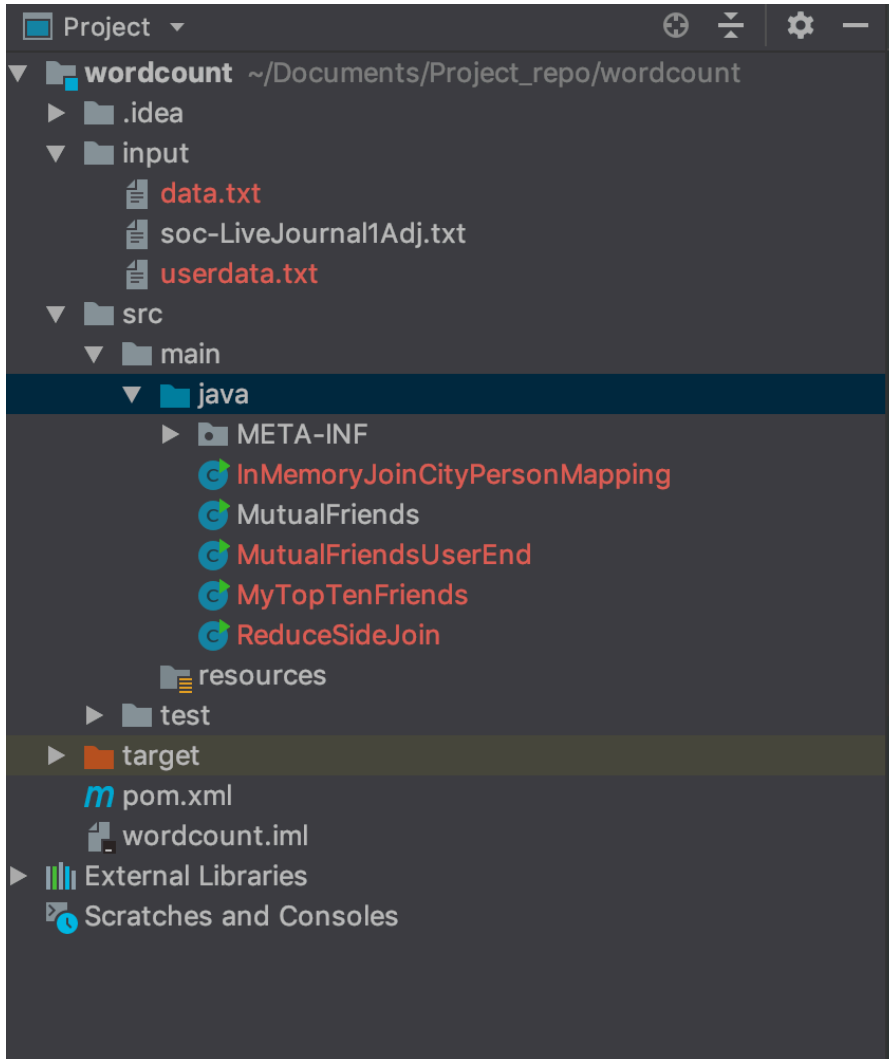 Project
wordcount ~/Documents/Project_repo/wordcount
.idea
input
data.txt
soc-LiveJournal1Adj.txt
userdata.txt
src
main
java
META-INF
InMemoryJoinCityPersonMapping
MutualFriends
MutualFriendsUserEnd
MyTopTenFriends
ReduceSideJoin
resources
test
target
pom.xml
wordcount.iml
External Libraries
Scratches and Consoles